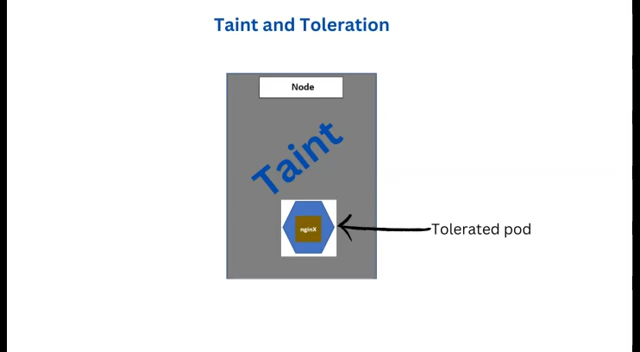 Taint and Toleration
Node
Taint
nginX
Tolerated pod